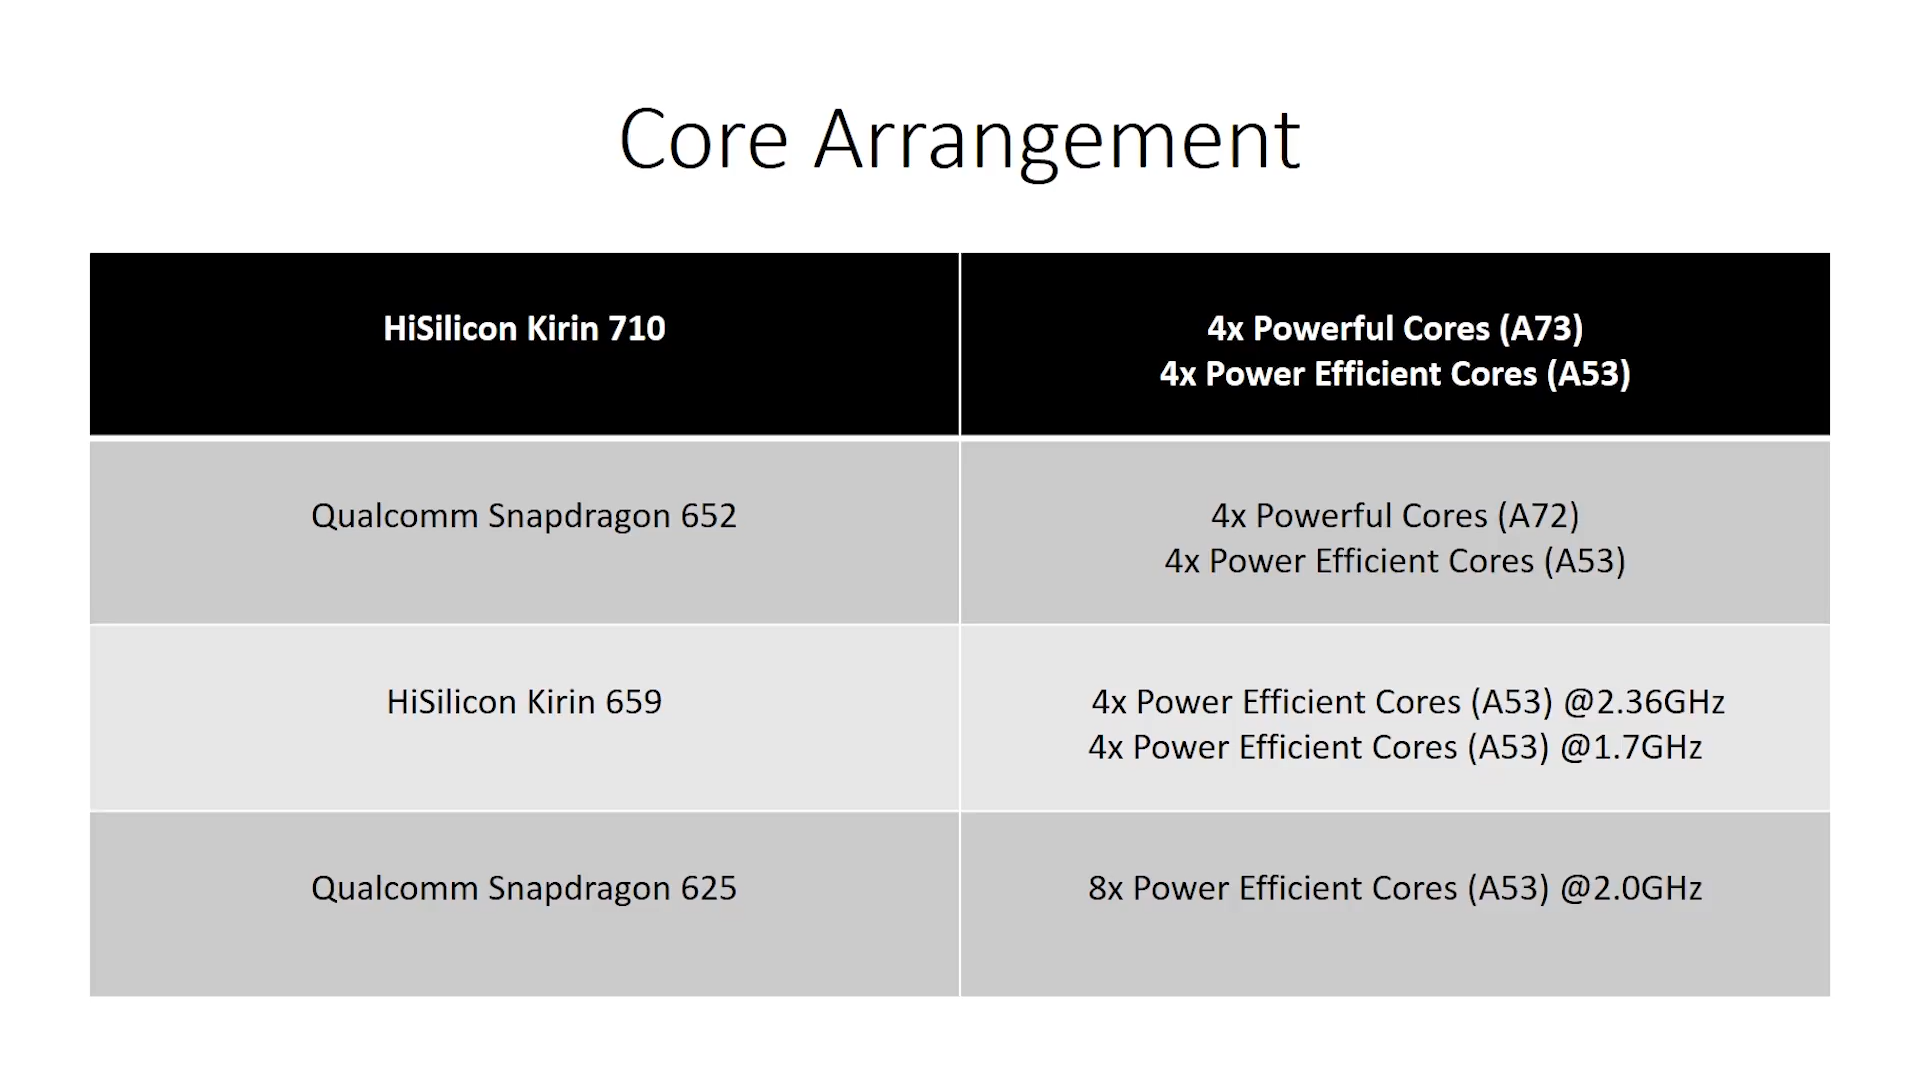 Core Arrangement
HiSilicon Kirin 710
4x Powerful Cores (A73)
4x Power Efficient Cores (A53)
Qualcomm Snapdragon 652
4x Powerful Cores (A72)
4x Power Efficient Cores (A53)
HiSilicon Kirin 659
4x Power Efficient Cores (A53) @2.36GHz
4x Power Efficient Cores (A53) @1.7GHz
Qualcomm Snapdragon 625
8x Power Efficient Cores (A53) @2.0GHz